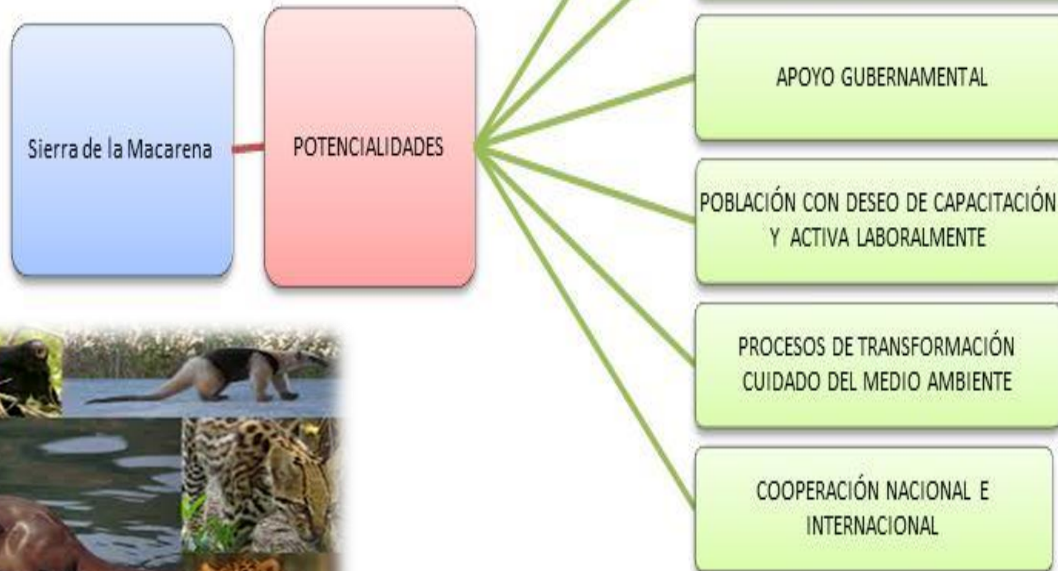 Sierra de la Macarena
POTENCIALIDADES
APOYO GUBERNAMENTAL
POBLACIÓN CON DESEO DE CAPACITACIÓN
Y ACTIVA LABORALMENTE
PROCESOS DE TRANSFORMACIÓN
CUIDADO DEL MEDIO AMBIENTE
COOPERACIÓN NACIONAL E
INTERNACIONAL